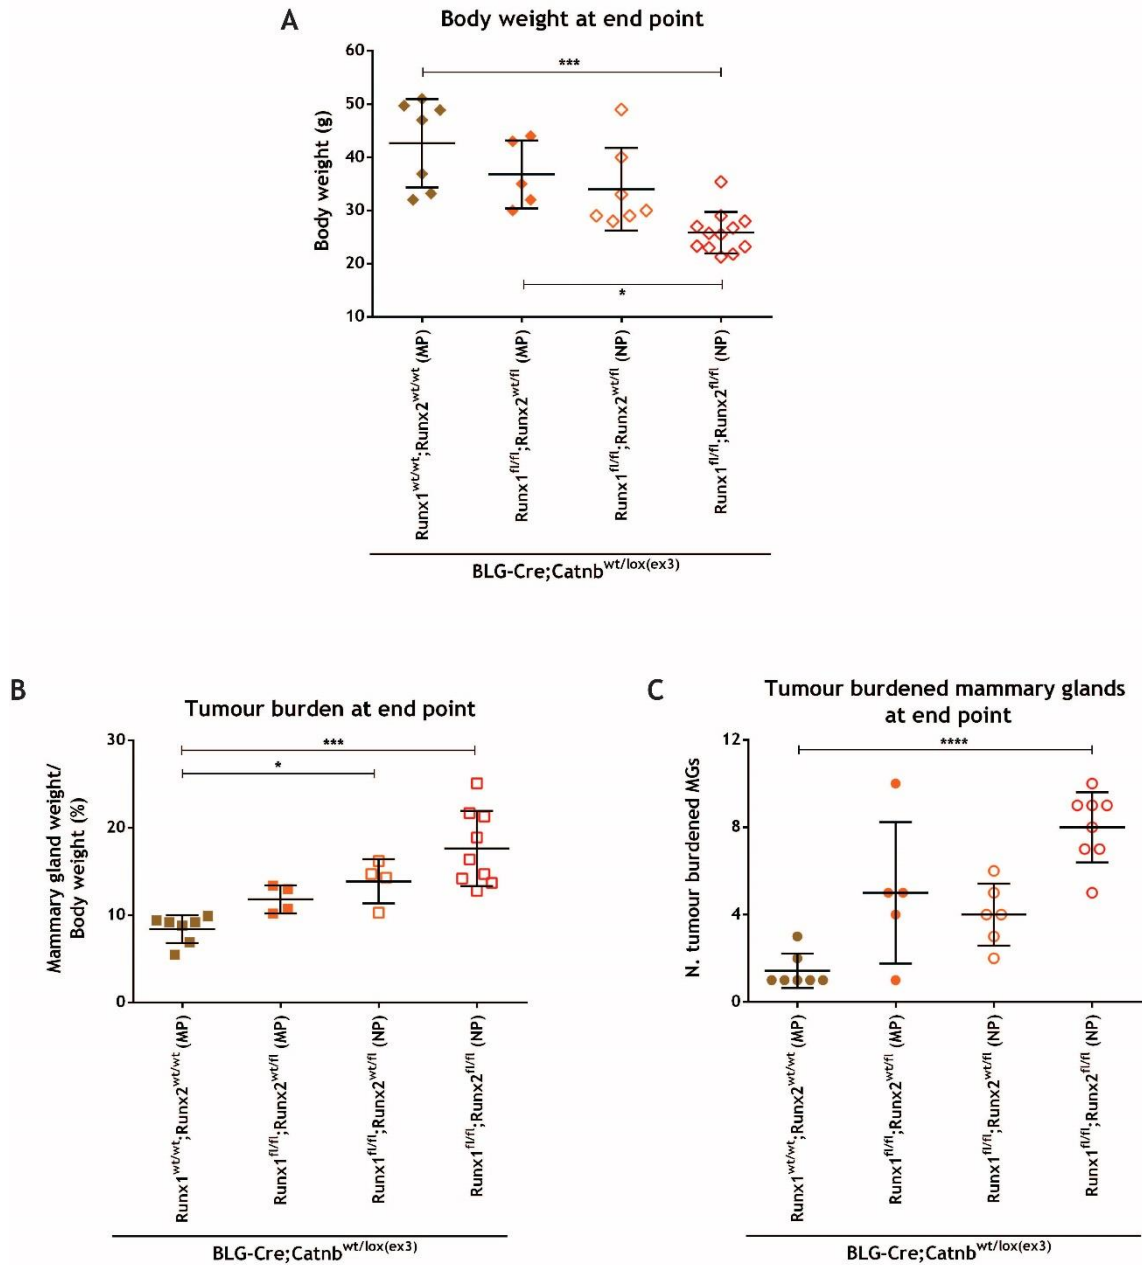 A
Body weight at end point
60
50
40
30
20
10
Body weight (g)
***
*
Runx1wt/wt;Runx2wt/wt (MP)
Runx1fl/fl;Runx2wt/fl (MP)
Runx1fl/fl;Runx2wt/fl (NP)
Runx1fl/fl;Runx2fl/fl (NP)
BLG-Cre;Catnbwt/lox(ex3)
B
Tumour burden at end point
30
20
10
0
Mammary gland weight/
Body weight (%)
***
*
Runx1wt/wt;Runx2wt/wt (MP)
Runx1fl/fl;Runx2wt/fl (MP)
Runx1fl/fl;Runx2wt/fl (NP)
Runx1fl/fl;Runx2fl/fl (NP)
BLG-Cre;Catnbwt/lox(ex3)
C
Tumour burdened mammary glands
at end point
12
8
4
0
N. tumour burdened MGs
****
Runx1wt/wt;Runx2wt/wt (MP)
Runx1fl/fl;Runx2wt/fl (MP)
Runx1fl/fl;Runx2wt/fl (NP)
Runx1fl/fl;Runx2fl/fl (NP)
BLG-Cre;Catnbwt/lox(ex3)